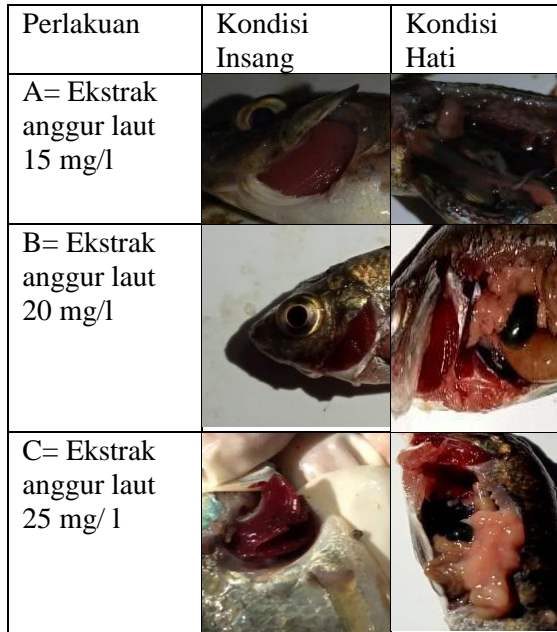 Perlakuan
Kondisi
Insang
Kondisi
Hati
A= Ekstrak
anggur laut
15 mg/l
B= Ekstrak
anggur laut
20 mg/l
C= Ekstrak
anggur laut
25 mg/ l